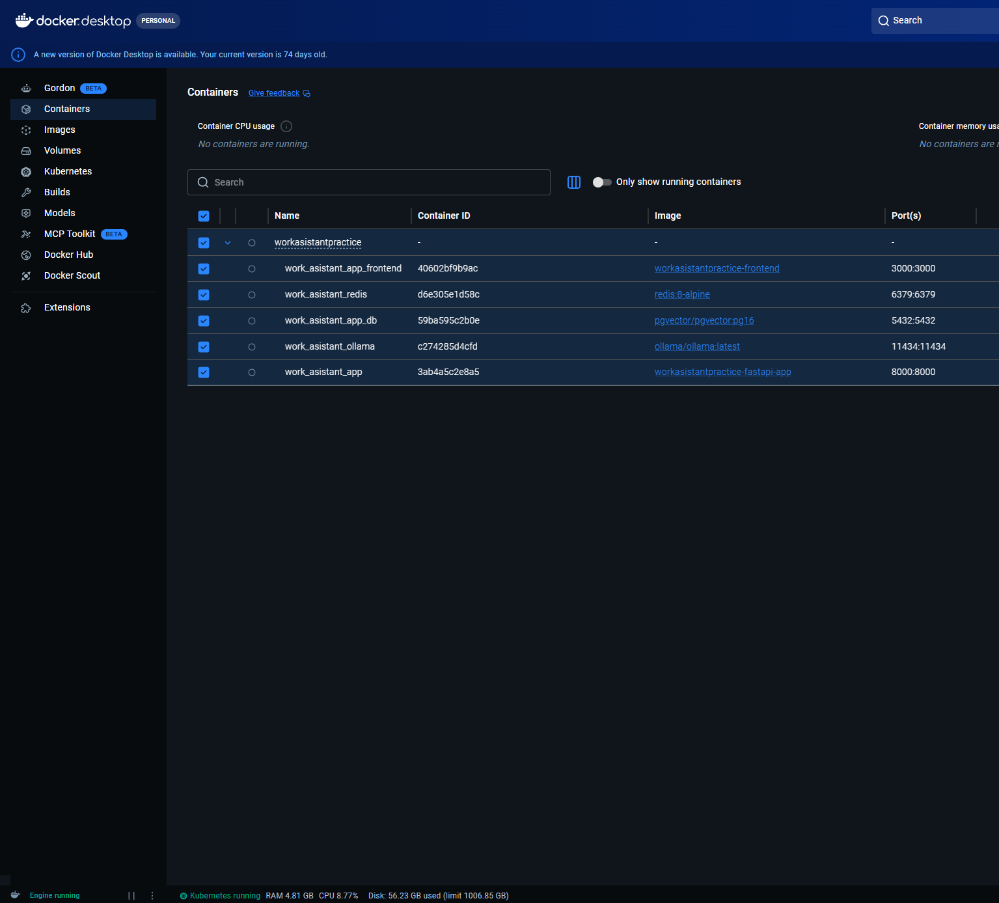 docker.desktop PERSONAL
Search
A new version of Docker Desktop is available. Your current version is 74 days old.
Gordon BETA
Containers
Images
Volumes
Kubernetes
Builds
Models
MCP Toolkit BETA
Docker Hub
Docker Scout
Extensions
Containers Give feedback
Container CPU usage
No containers are running.
Container memory usa
No containers are r
Search
Only show running containers
Name Container ID Image Port(s)
workasistantpractice - - -
work_asistant_app_frontend 40602bf9b9ac workasistantpractice-frontend 3000:3000
work_asistant_redis d6e305e1d58c redis:8-alpine 6379:6379
work_asistant_app_db 59ba595c2b0e pgvector/pgvector:pg16 5432:5432
work_asistant_ollama c274285d4cfd ollama/ollama:latest 11434:11434
work_asistant_app 3ab4a5c2e8a5 workasistantpractice-fastapi-app 8000:8000
Engine running
Kubernetes running RAM 4.81 GB CPU 8.77% Disk: 56.23 GB used (limit 1006.85 GB)